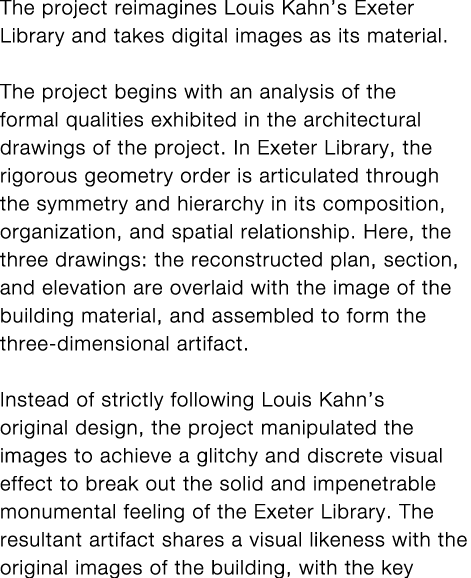 The project reimagines Louis Kahn’s Exeter
Library and takes digital images as its material.
The project begins with an analysis of the
formal qualities exhibited in the architectural
drawings of the project. In Exeter Library, the
rigorous geometry order is articulated through
the symmetry and hierarchy in its composition,
organization, and spatial relationship. Here, the
three drawings: the reconstructed plan, section,
and elevation are overlaid with the image of the
building material, and assembled to form the
three-dimensional artifact.
Instead of strictly following Louis Kahn’s
original design, the project manipulated the
images to achieve a glitchy and discrete visual
effect to break out the solid and impenetrable
monumental feeling of the Exeter Library. The
resultant artifact shares a visual likeness with the
original images of the building, with the key